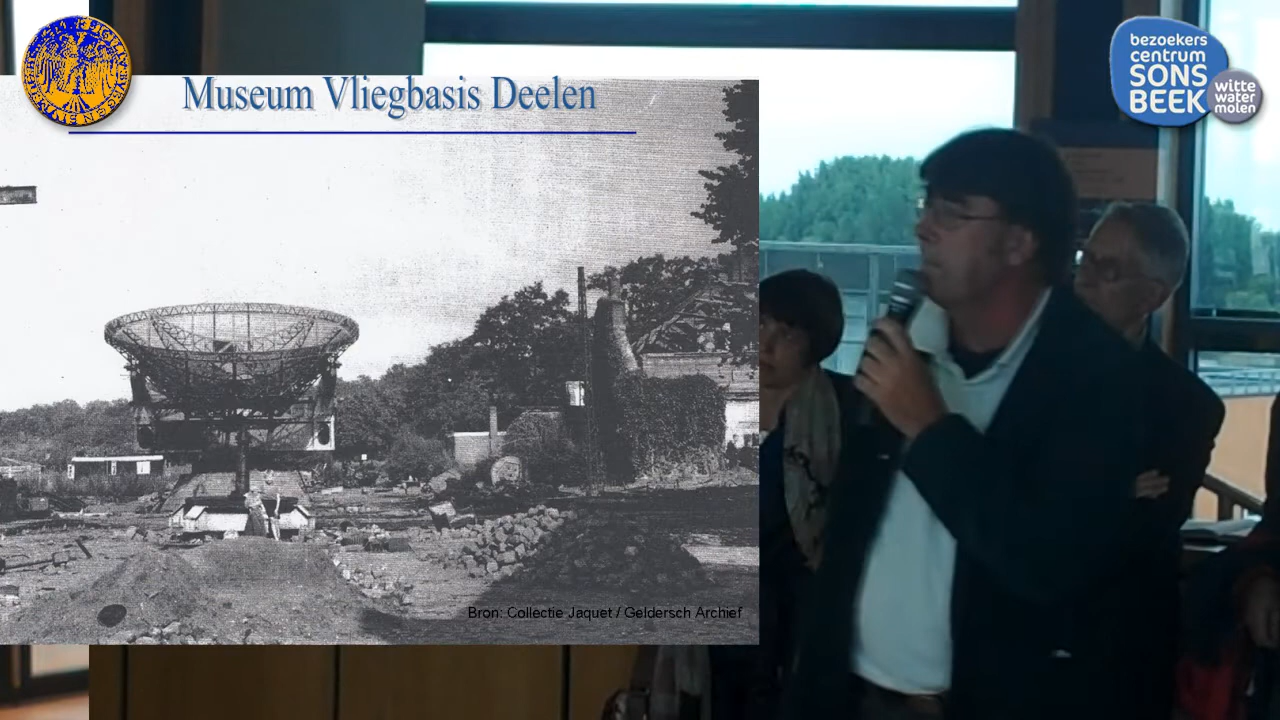 Museum Vliegbasis Deelen
bezoekers
centrum
SONS
BEEK
witte
water
molen
Bron: Collectie Jaquet / Geldersch Archief